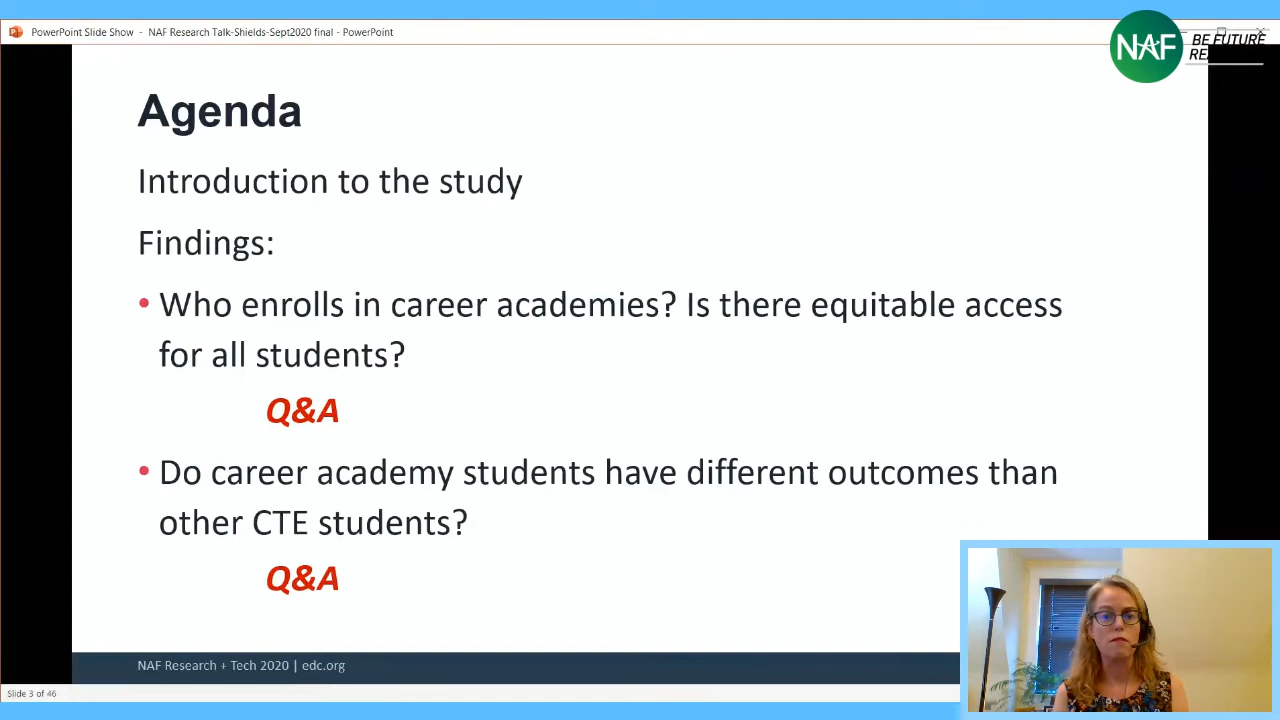 PowerPoint Slide Show - NAF Research Talk-Shields-Sept2020 final - PowerPoint
NAF
BE FUTURE
Agenda
Introduction to the study
Findings:
• Who enrolls in career academies? Is there equitable access
for all students?
Q&A
• Do career academy students have different outcomes than
other CTE students?
Q&A
NAF Research + Tech 2020 | edc.org
Slide 3 of 46